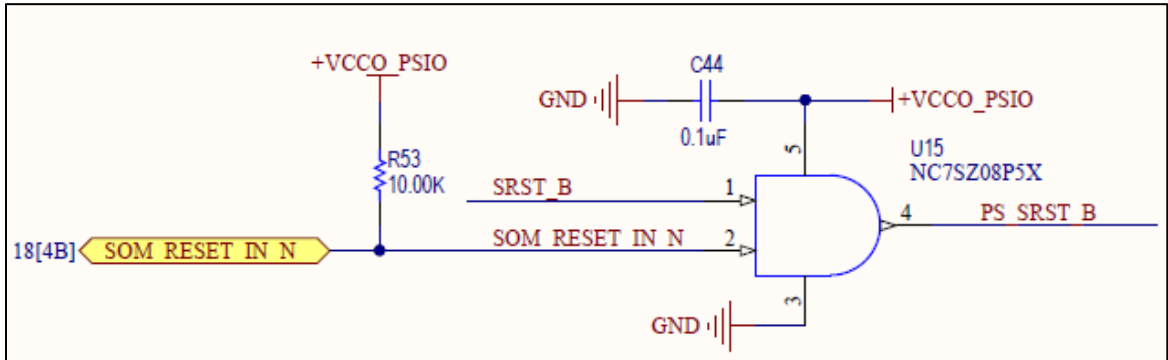 +VCCO_PSIO
C44
GND
+VCCO_PSIO
0.1uF
5
U15
NC7SZ08P5X
R53
10.00K
SRST_B
1
4
PS_SRST_B
18[4B]
SOM_RESET_IN_N
SOM_RESET_IN_N
2
3
GND